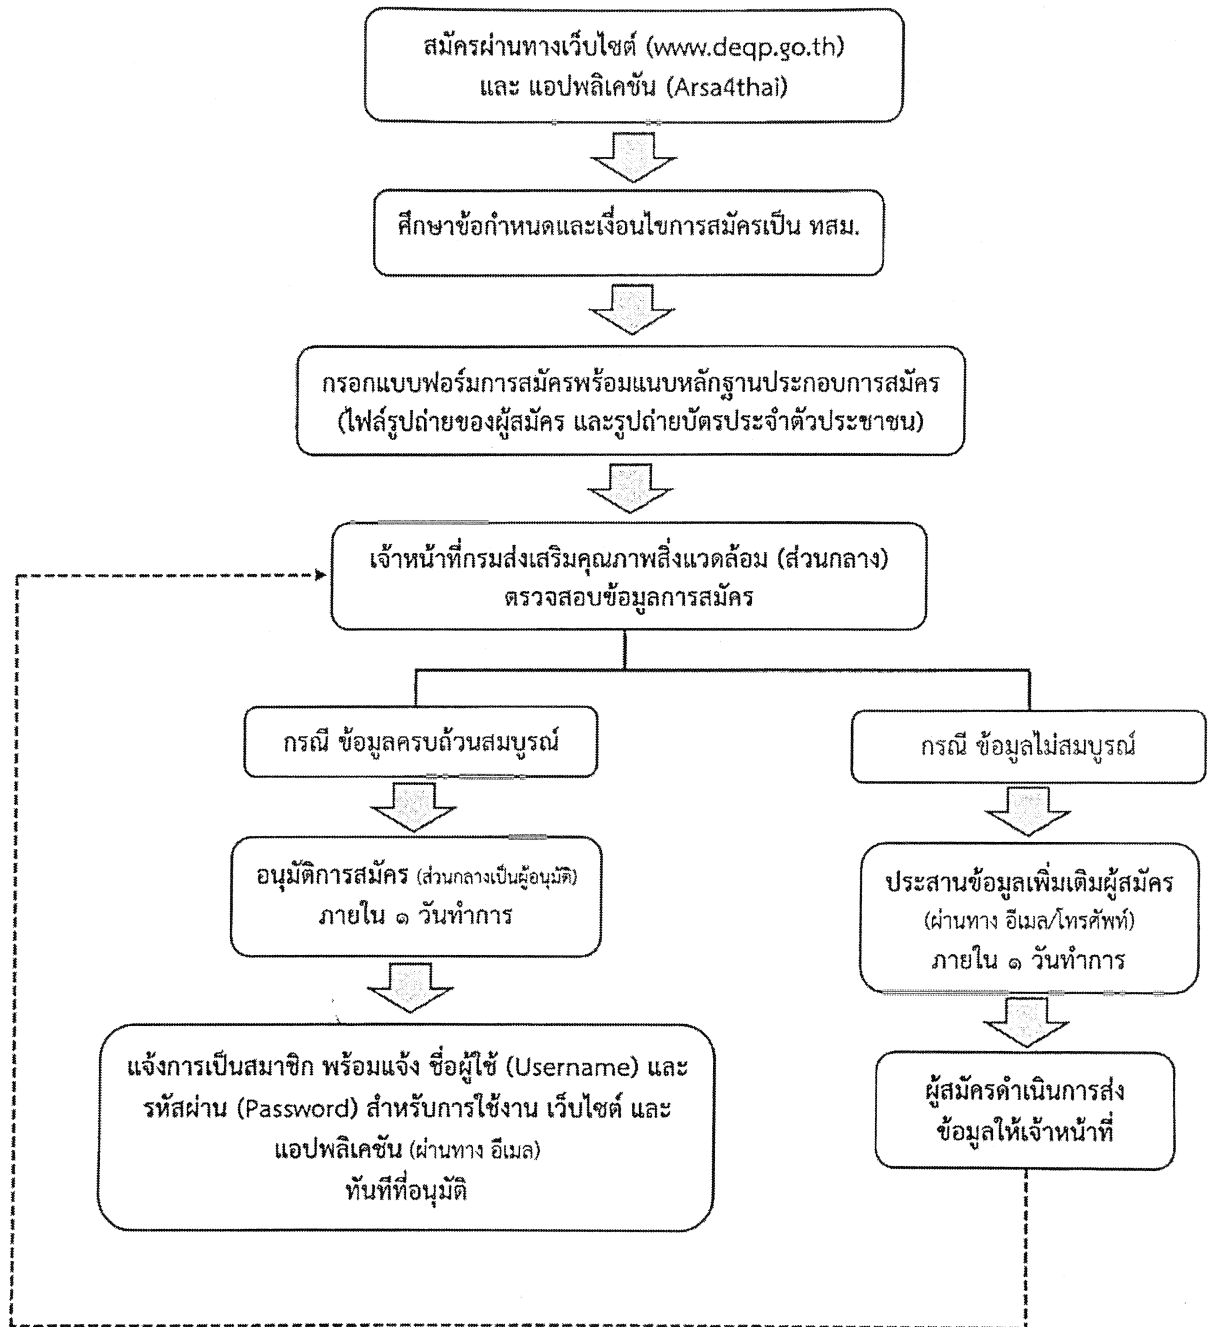 สมัครผ่านทางเว็บไซต์ (www.deqp.go.th)
และ แอปพลิเคชัน (Arsa4thai)
ศึกษาข้อกำหนดและเงื่อนไขการสมัครเป็น ทสม.
กรอกแบบฟอร์มการสมัครพร้อมแนบหลักฐานประกอบการสมัคร
(ไฟล์รูปถ่ายของผู้สมัคร และรูปถ่ายบัตรประจำตัวประชาชน)
เจ้าหน้าที่กรมส่งเสริมคุณภาพสิ่งแวดล้อม (ส่วนกลาง)
ตรวจสอบข้อมูลการสมัคร
กรณี ข้อมูลครบถ้วนสมบูรณ์
อนุมัติการสมัคร (ส่วนกลางเป็นผู้อนุมัติ)
ภายใน ๑ วันทำการ
แจ้งการเป็นสมาชิก พร้อมแจ้ง ชื่อผู้ใช้ (Username) และ
รหัสผ่าน (Password) สำหรับการใช้งาน เว็บไซต์ และ
แอปพลิเคชัน (ผ่านทาง อีเมล)
ทันทีที่อนุมัติ
กรณี ข้อมูลไม่สมบูรณ์
ประสานข้อมูลเพิ่มเติมผู้สมัคร
(ผ่านทาง อีเมล/โทรศัพท์)
ภายใน ๑ วันทำการ
ผู้สมัครดำเนินการส่ง
ข้อมูลให้เจ้าหน้าที่